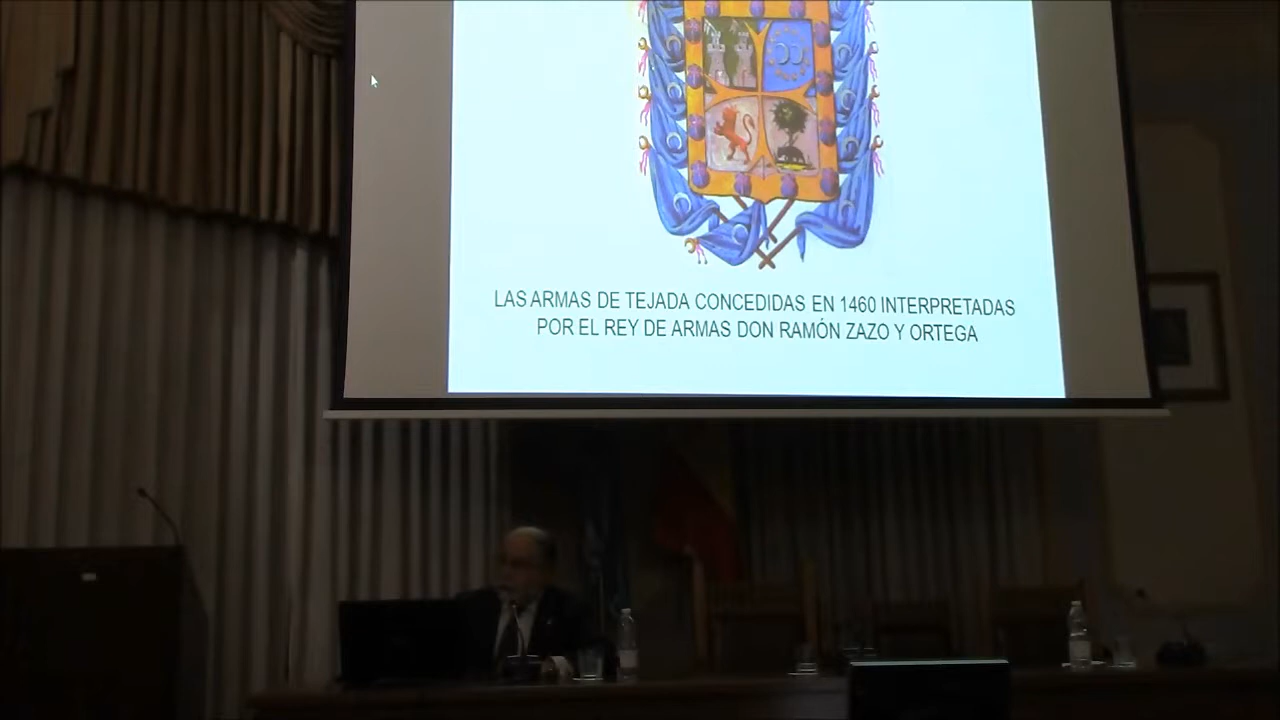 LAS ARMAS DE TEJADA CONCEDIDAS EN 1460 INTERPRETADAS
POR EL REY DE ARMAS DON RAMÓN ZAZO Y ORTEGA